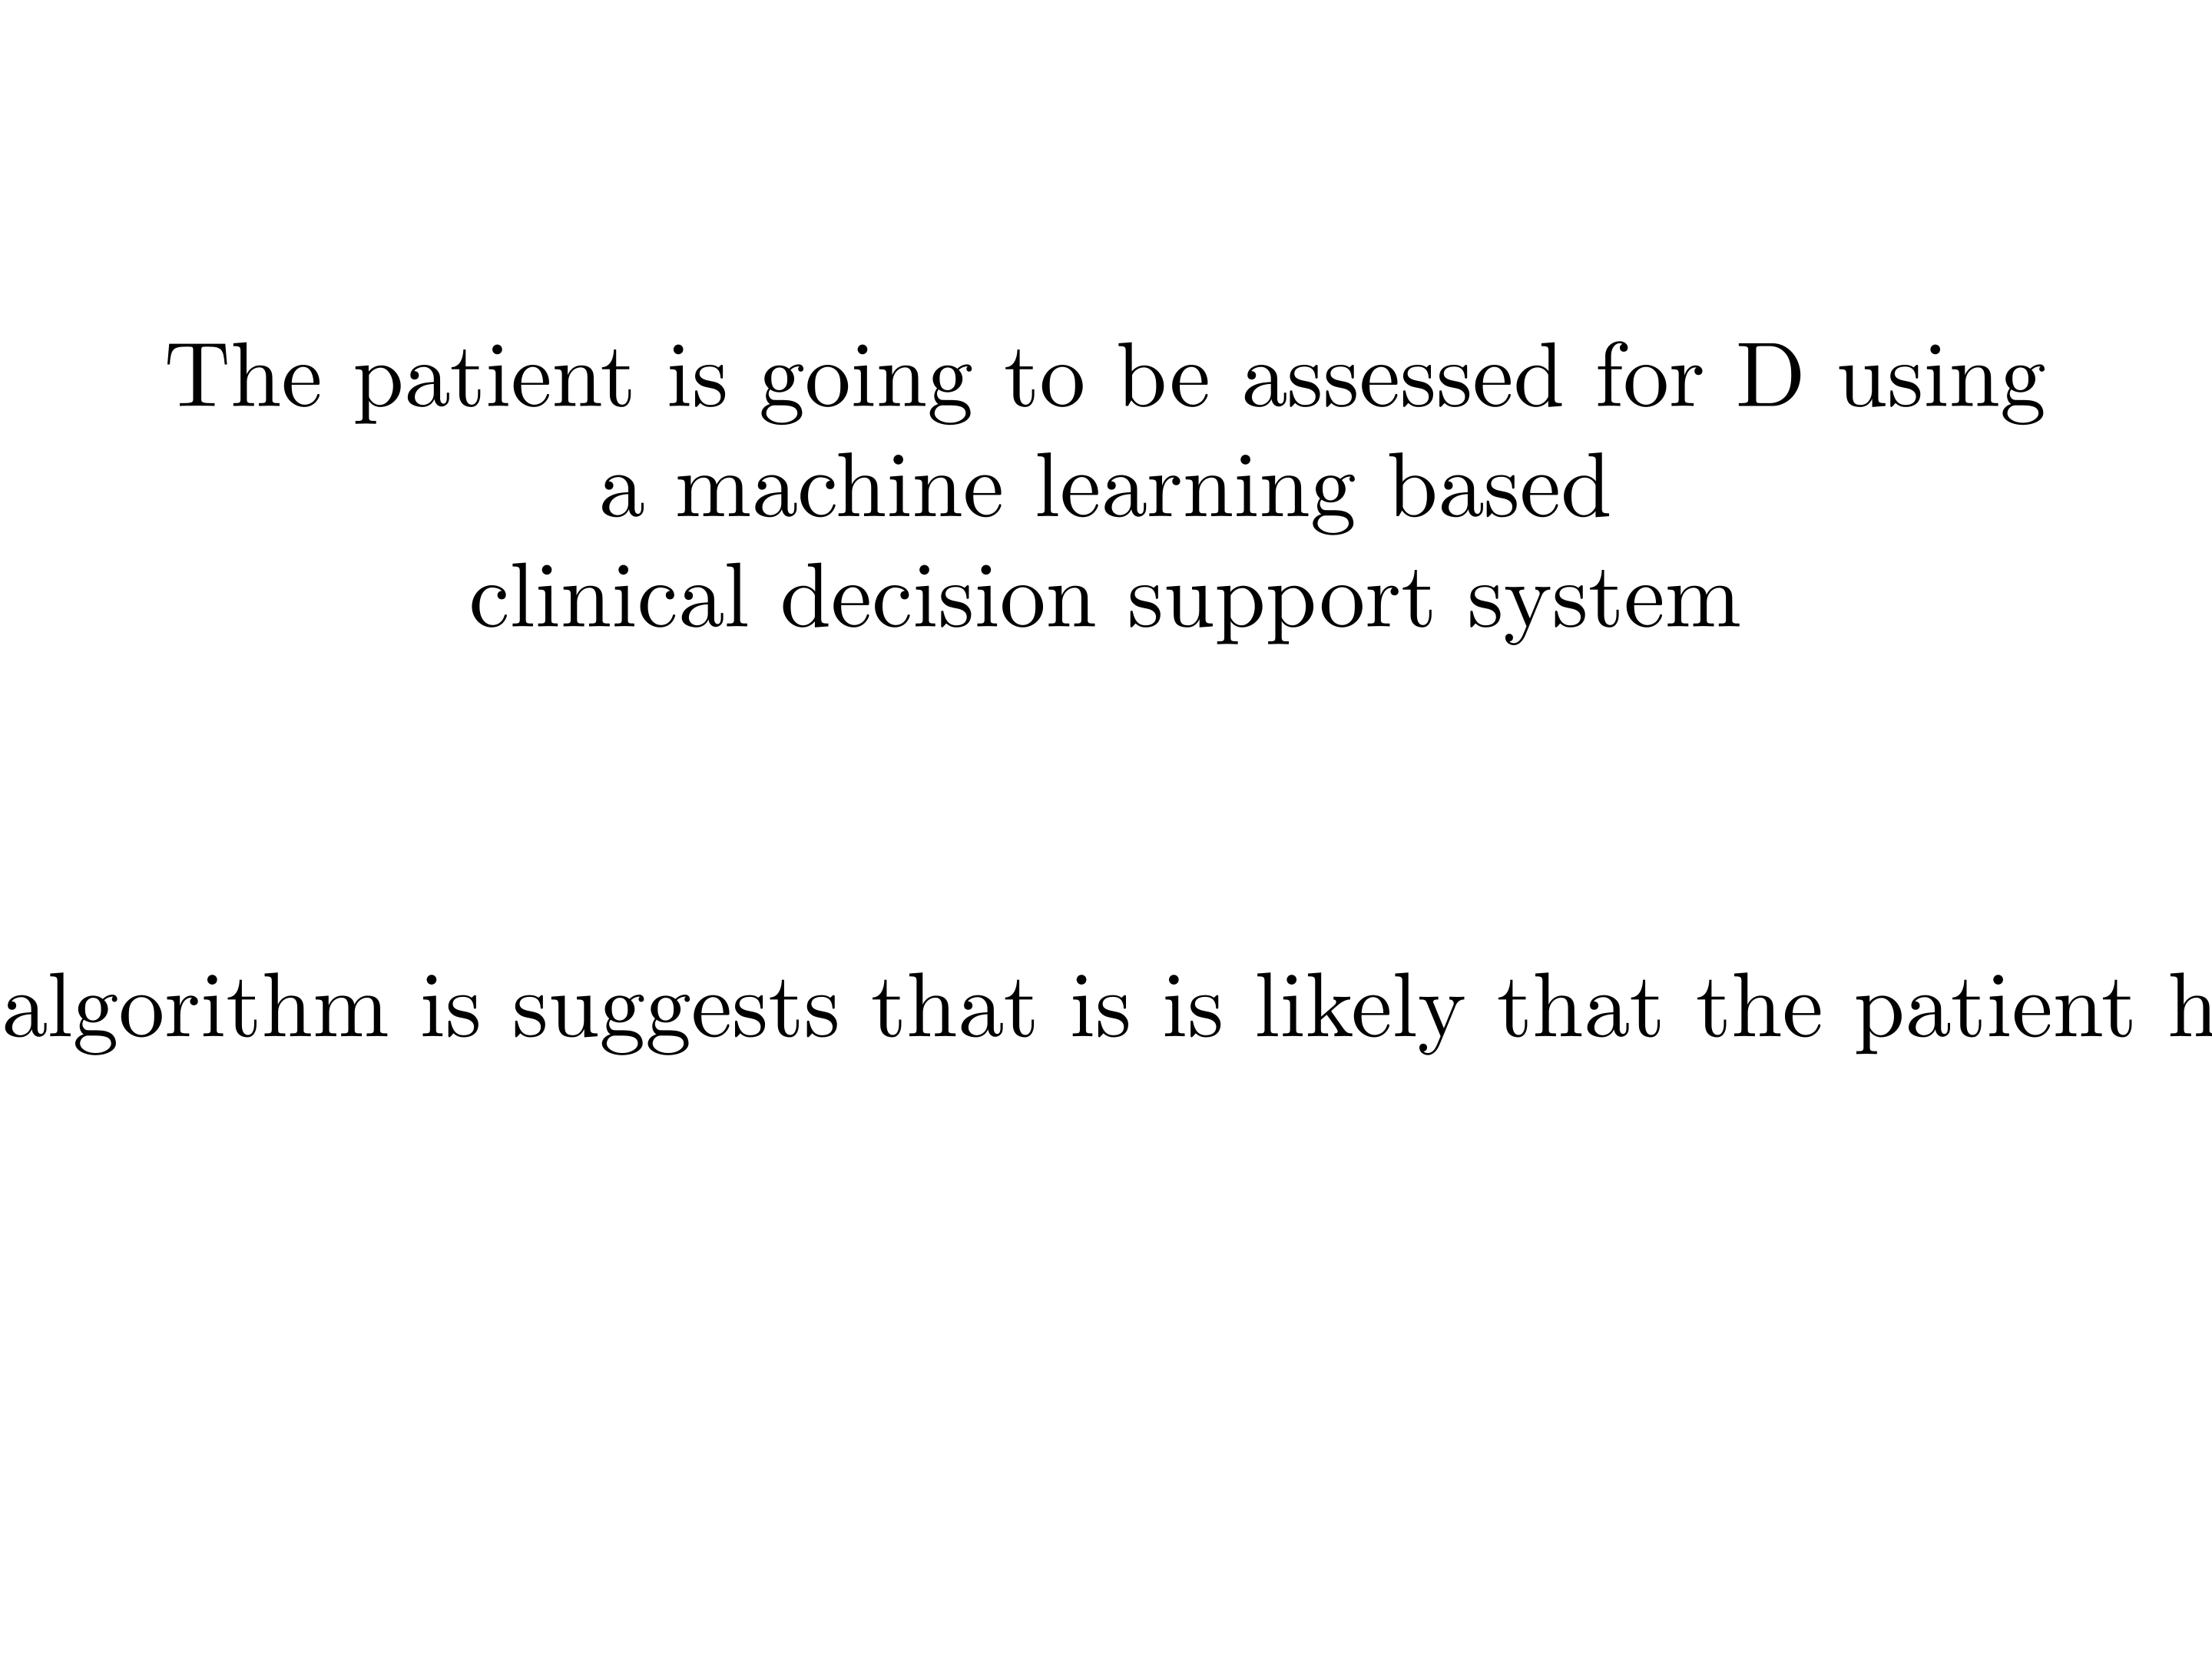 The patient is going to be assessed for D using
a machine learning based
clinical decision support system
algorithm is suggests that is is likely that the patient h